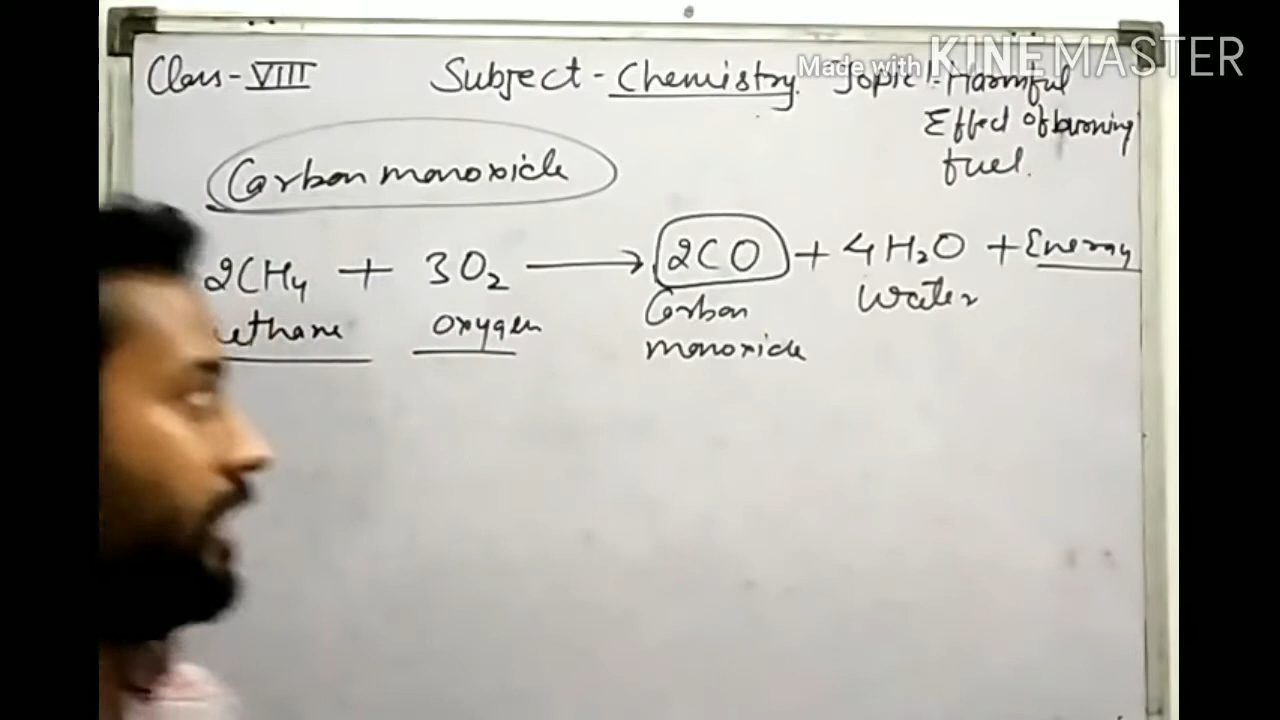 Made with KINEMASTER
Class - VIII Subject - Chemistry. Topic :- Harmful
Effect of burning
fuel.
Carbon monoxide
2CH₄ + 3O₂ ⟶ 2CO + 4H₂O + Energy
ethane oxygen Carbon water
monoxide